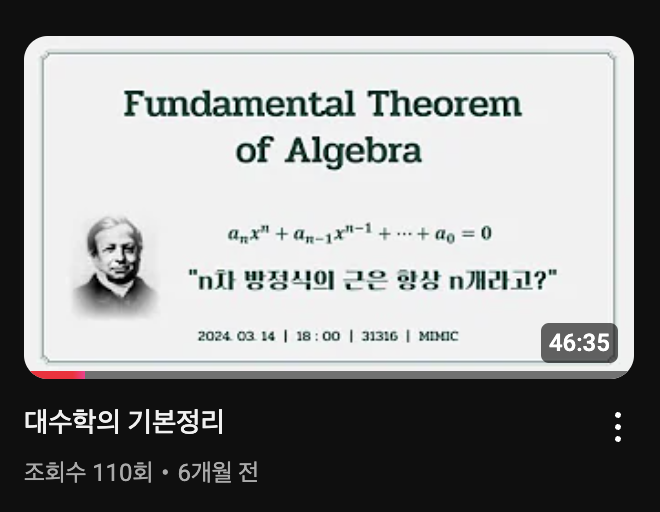 Fundamental Theorem
of Algebra
aₙxⁿ + aₙ₋₁xⁿ⁻¹ + ⋯ + a₀ = 0
"n차 방정식의 근은 항상 n개라고?"
2024. 03. 14 | 18 : 00 | 31316 | MIMIC
46:35
대수학의 기본정리
조회수 110회 • 6개월 전